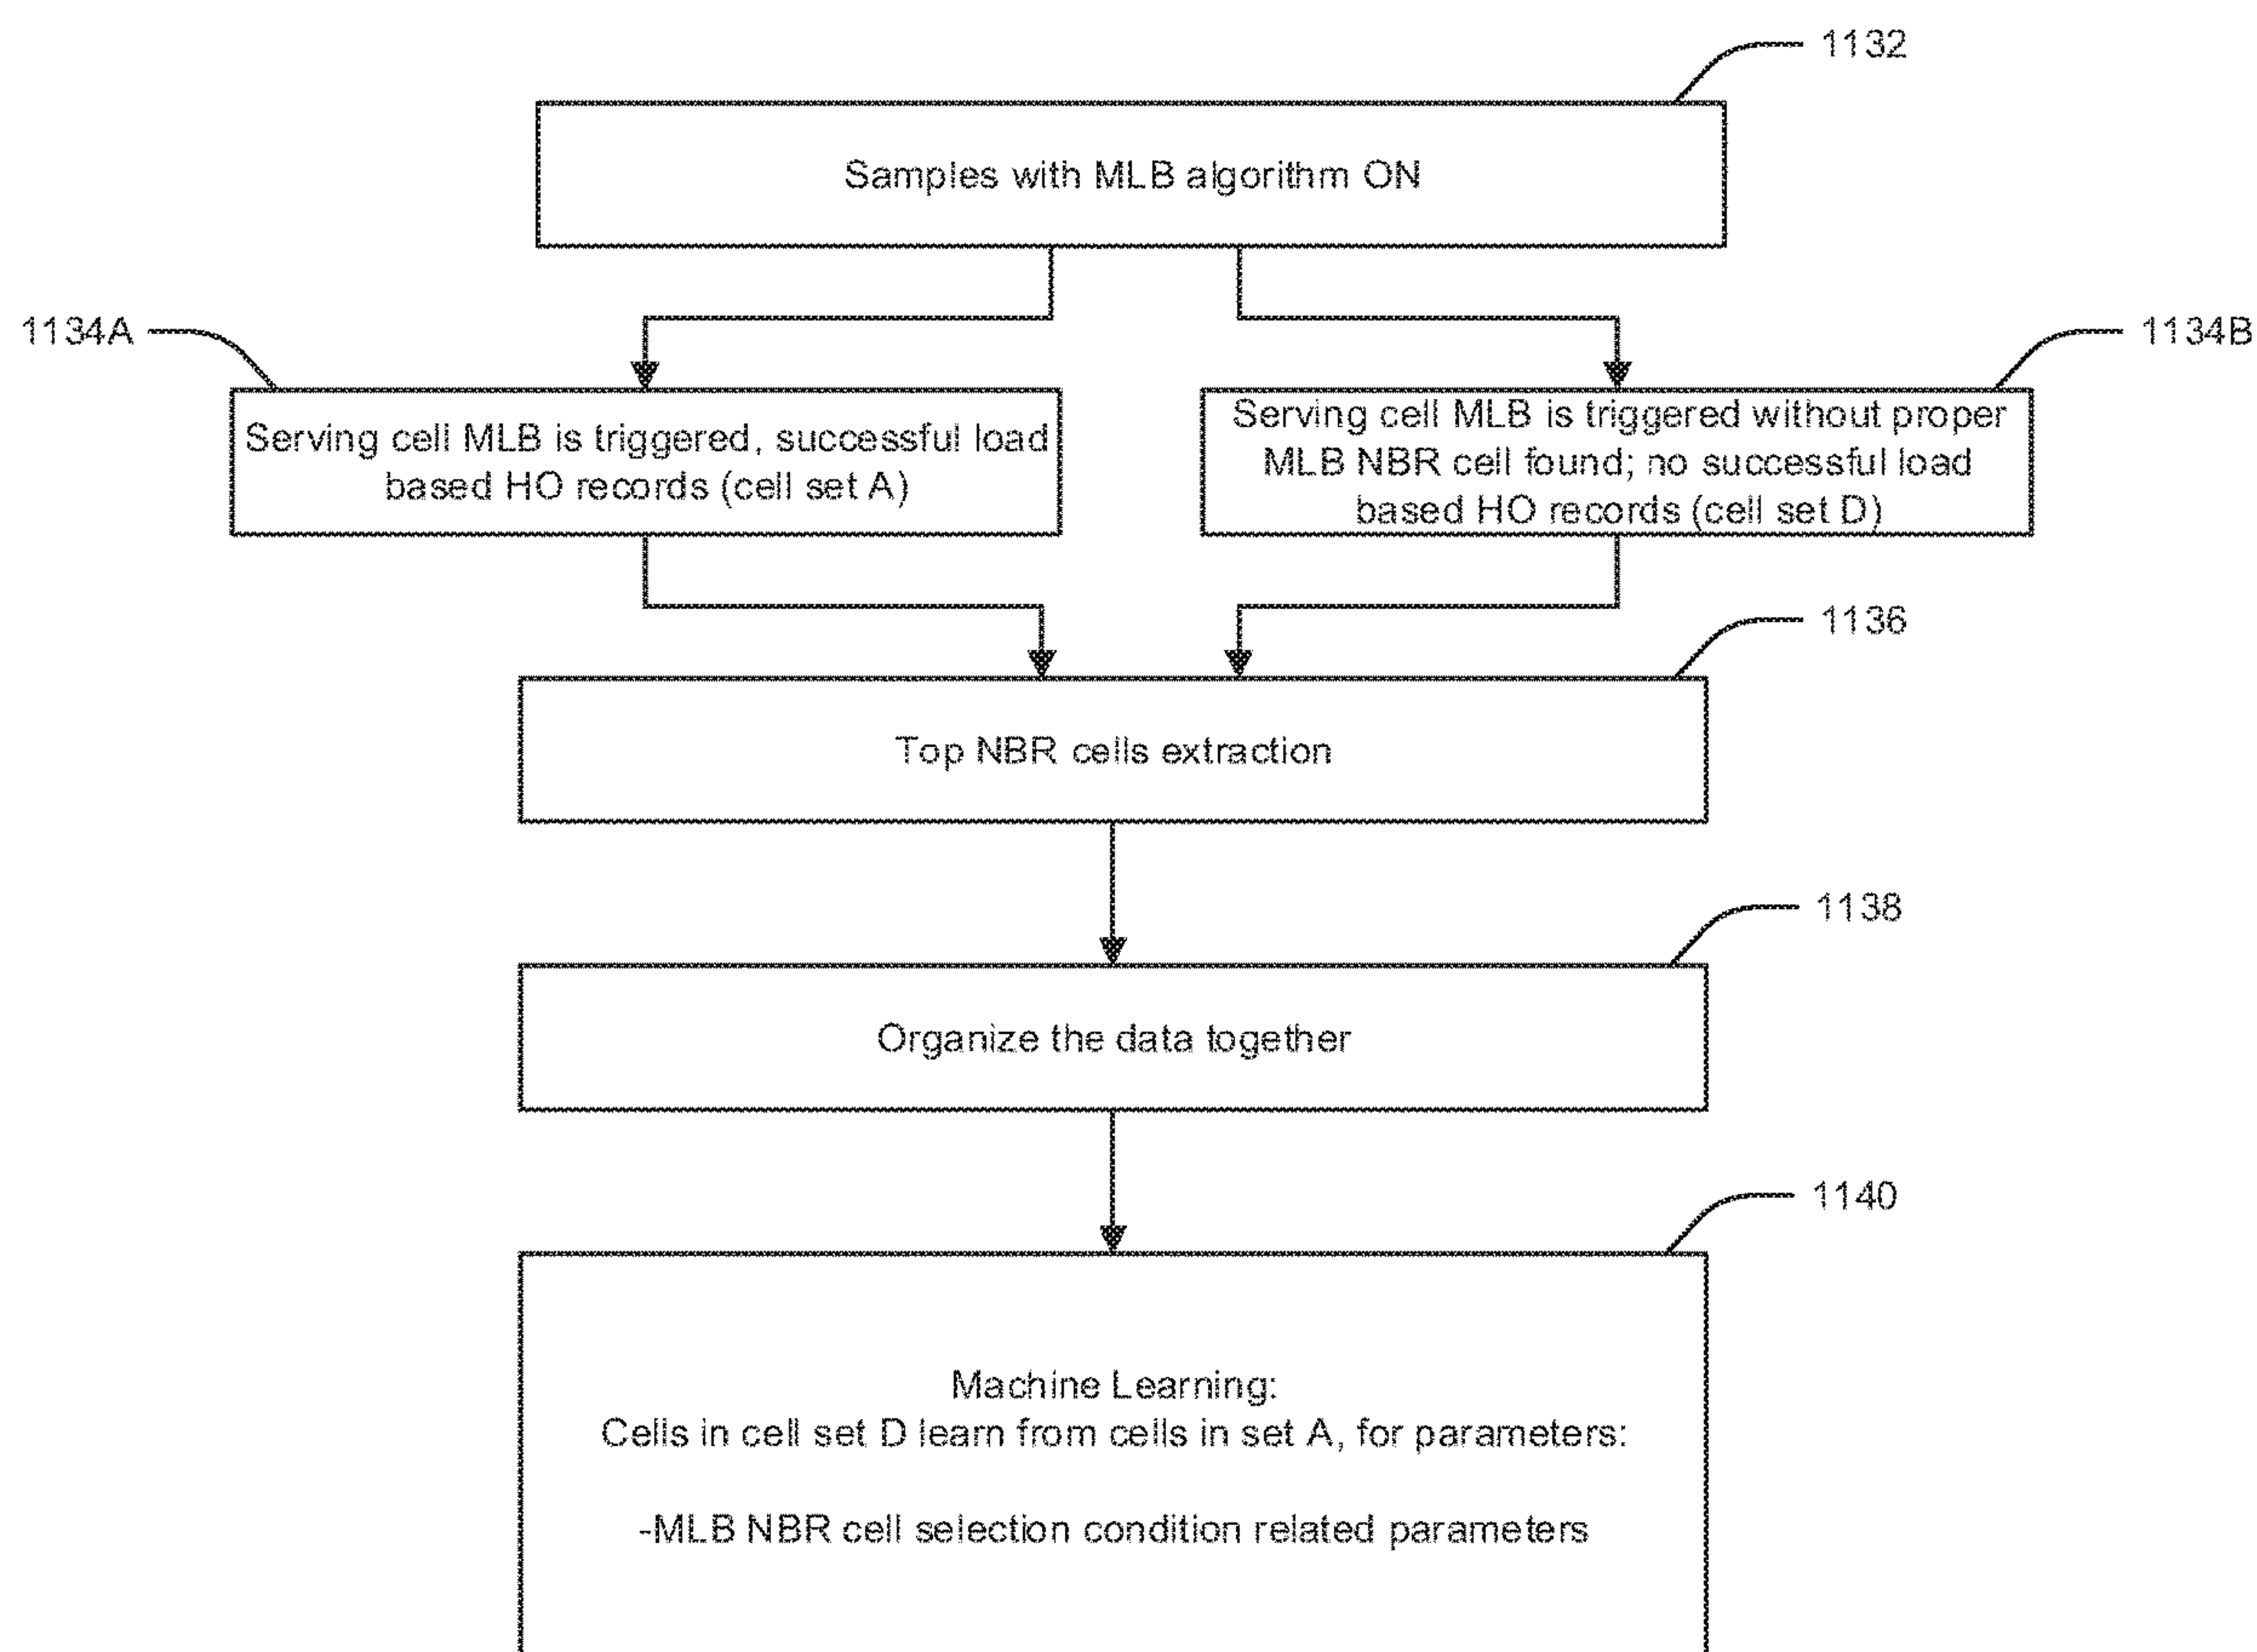 1132
Samples with MLB algorithm ON
1134A
1134B
Serving cell MLB is triggered, successful load
based HO records (cell set A)
Serving cell MLB is triggered without proper
MLB NBR cell found; no successful load
based HO records (cell set D)
1136
Top NBR cells extraction
1138
Organize the data together
1140
Machine Learning:
Cells in cell set D learn from cells in set A, for parameters:
-MLB NBR cell selection condition related parameters